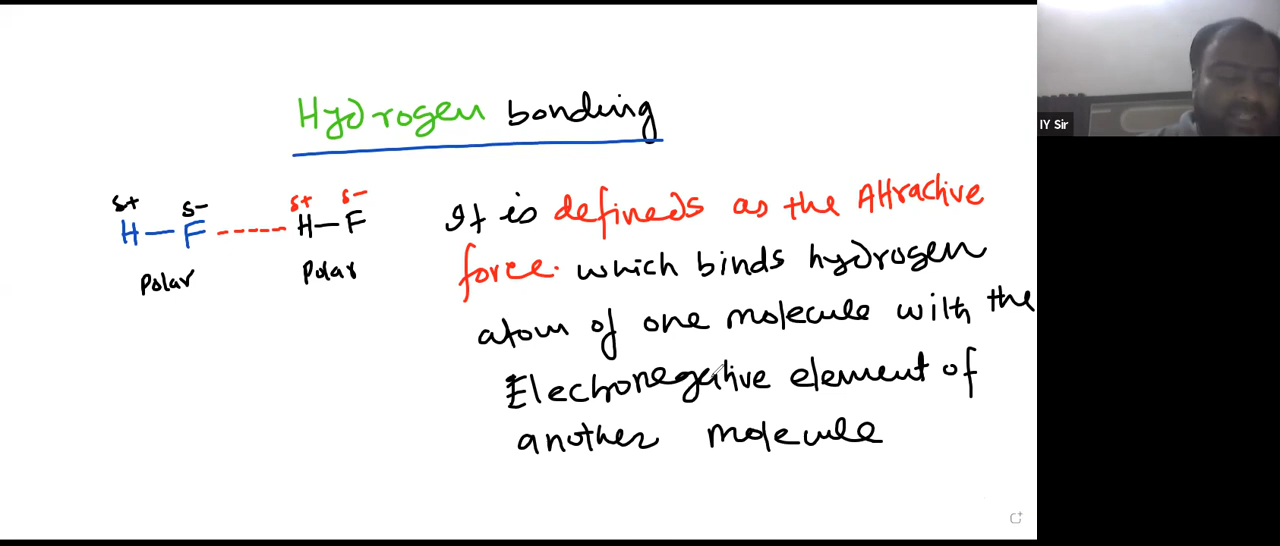 Hydrogen bonding
IY Sir
δ+ δ- δ+ δ-
H—F-----H—F
Polar Polar
It is defineds as the Attractive
force. which binds hydrogen
atom of one molecule with the
Electronegative element of
another molecule